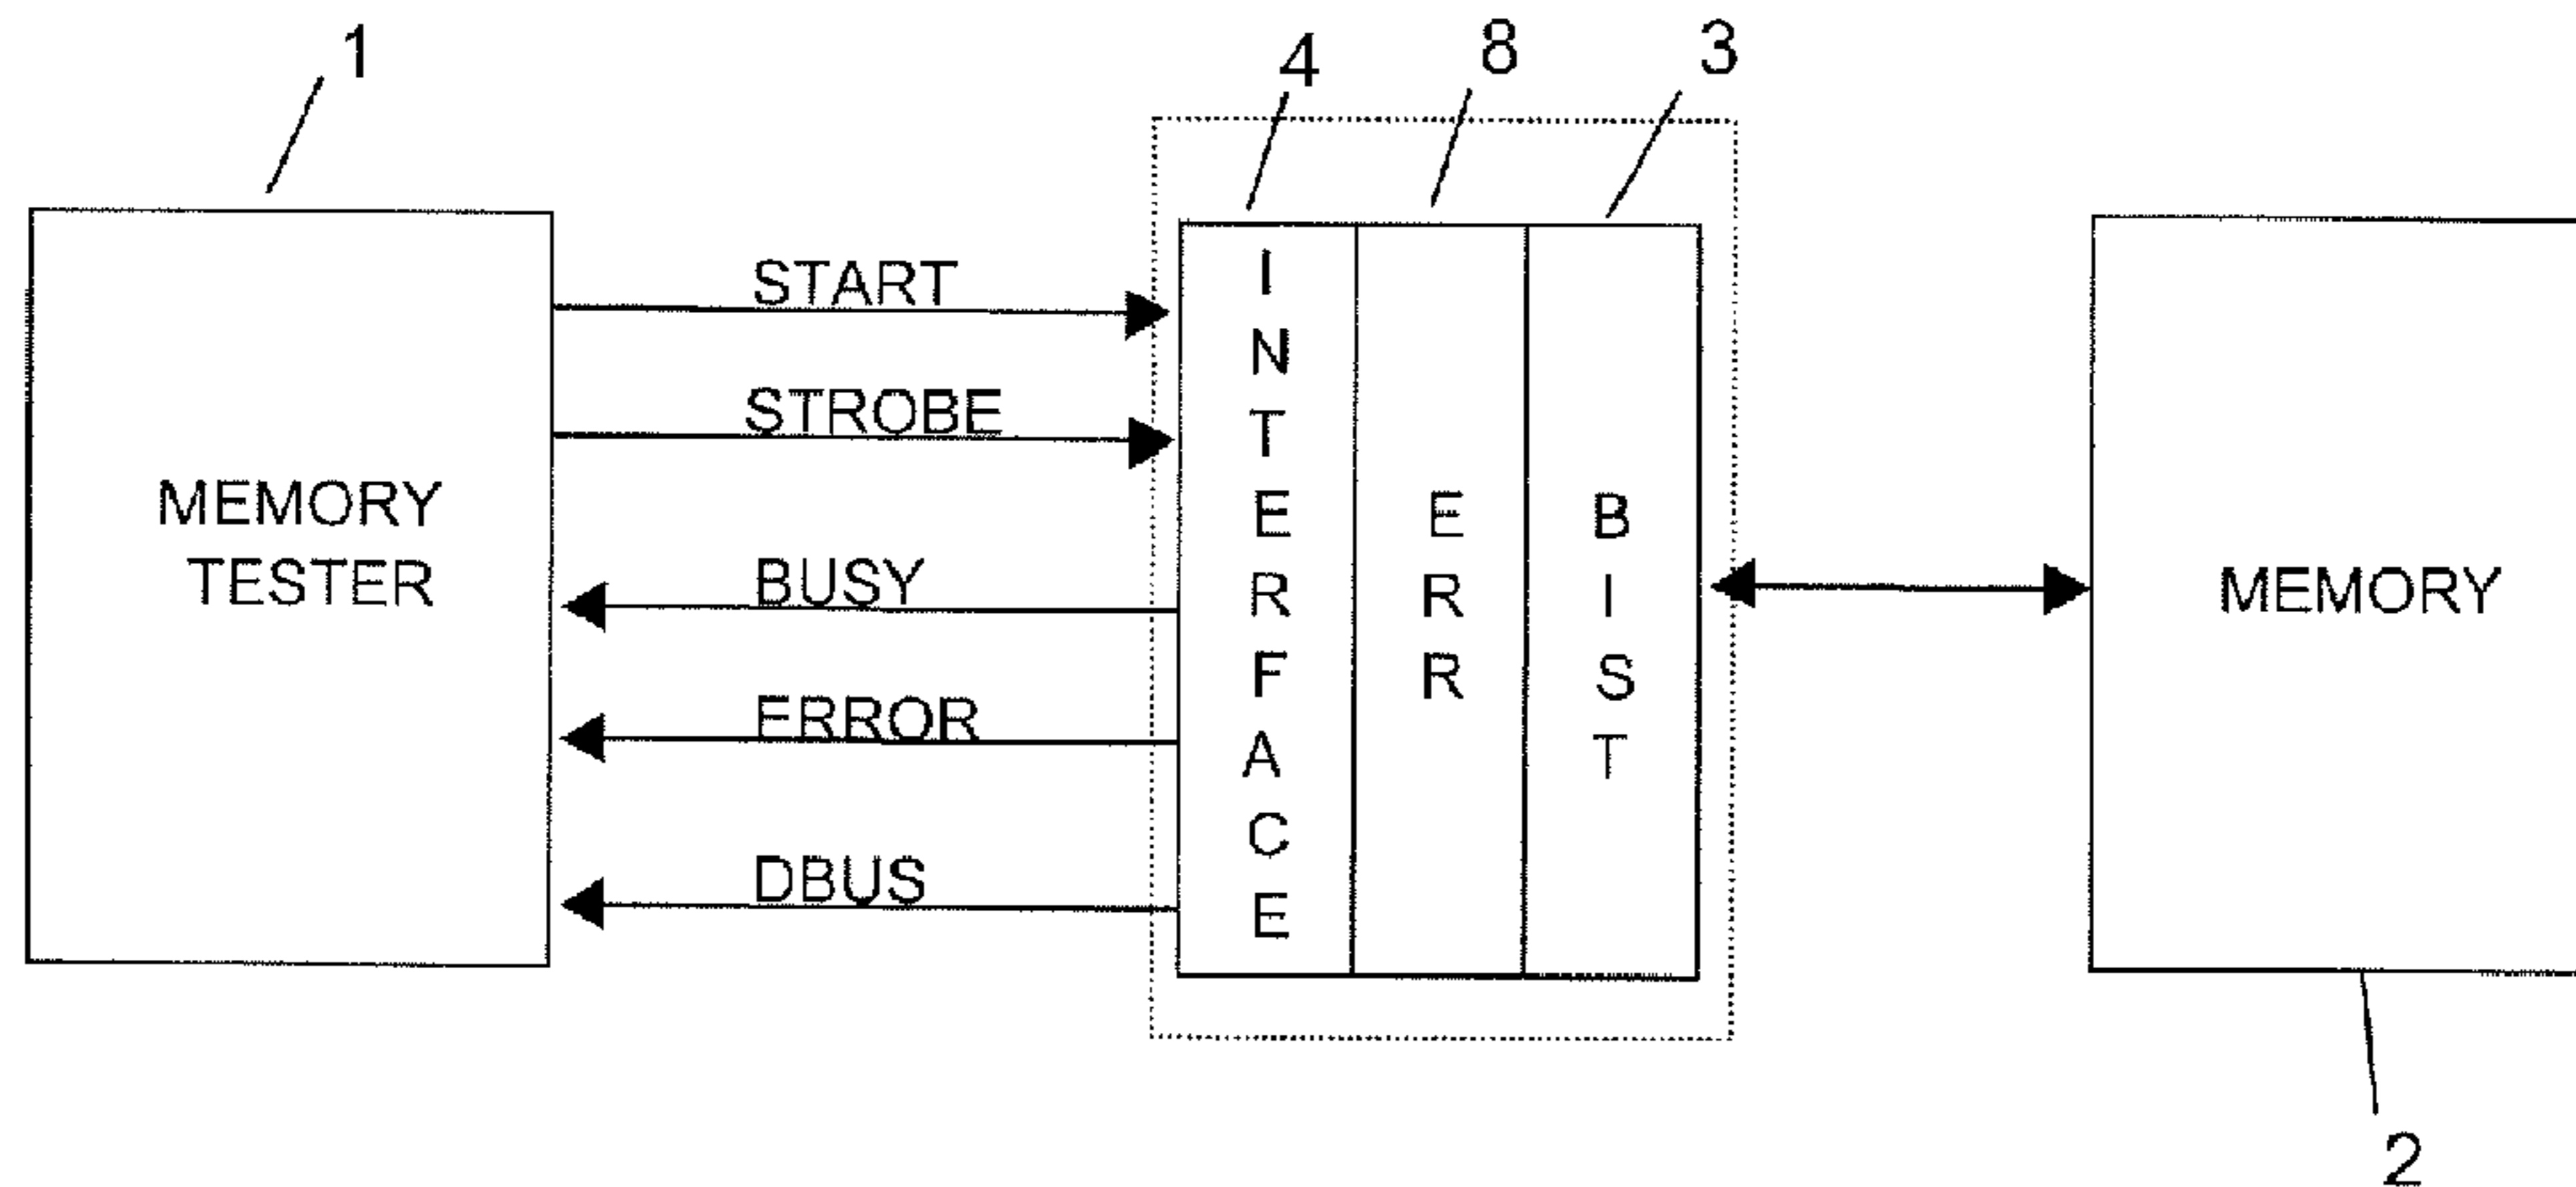 1
4
8
3
START
STROBE
MEMORY
TESTER
BUSY
ERROR
DBUS
INTERFACE
ERR
BIST
MEMORY
2